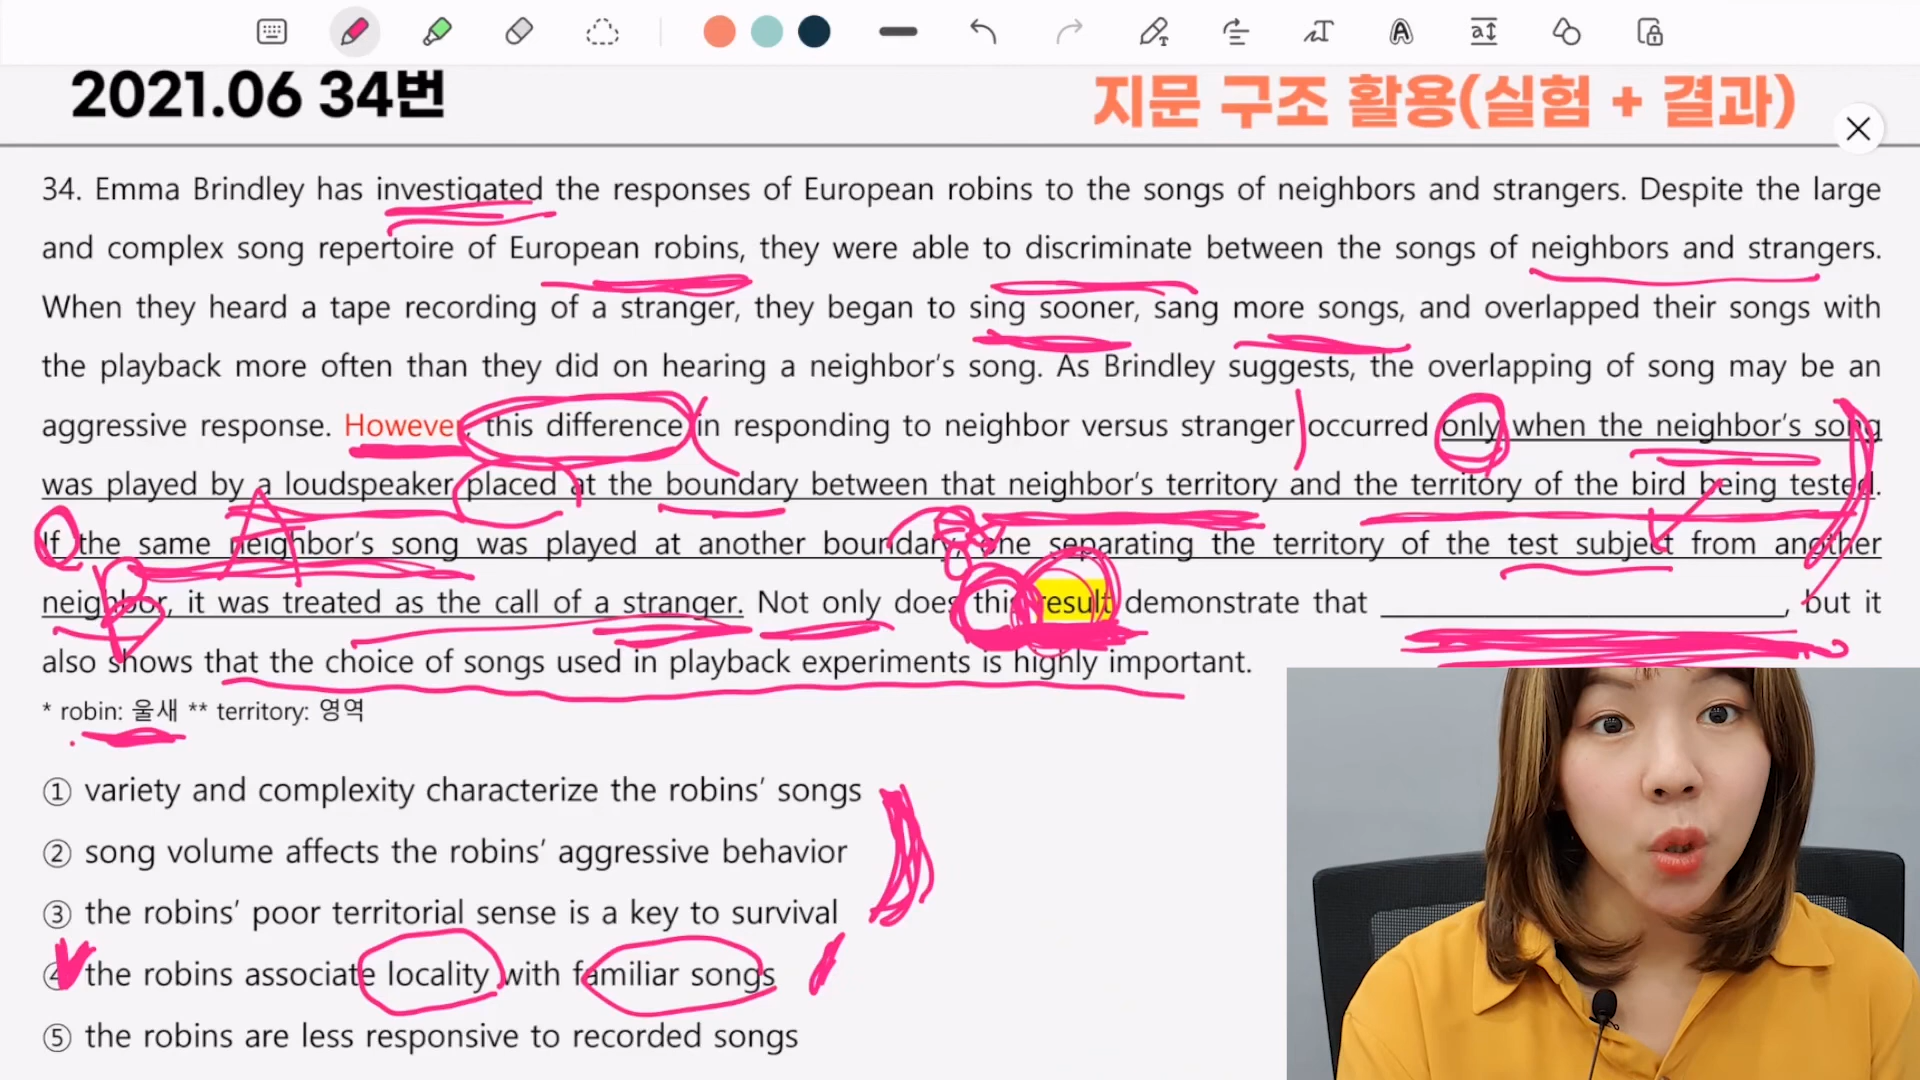 2021.06 34번
지문 구조 활용(실험 + 결과)
34. Emma Brindley has investigated the responses of European robins to the songs of neighbors and strangers. Despite the large
and complex song repertoire of European robins, they were able to discriminate between the songs of neighbors and strangers.
When they heard a tape recording of a stranger, they began to sing sooner, sang more songs, and overlapped their songs with
the playback more often than they did on hearing a neighbor's song. As Brindley suggests, the overlapping of song may be an
aggressive response. However, this difference in responding to neighbor versus stranger occurred only when the neighbor's song
was played by a loudspeaker placed at the boundary between that neighbor's territory and the territory of the bird being tested.
If the same neighbor's song was played at another boundary, one separating the territory of the test subject from another
neighbor, it was treated as the call of a stranger. Not only does this result demonstrate that ____________________, but it
also shows that the choice of songs used in playback experiments is highly important.
* robin: 울새 ** territory: 영역
① variety and complexity characterize the robins' songs
② song volume affects the robins' aggressive behavior
③ the robins' poor territorial sense is a key to survival
④ the robins associate locality with familiar songs
⑤ the robins are less responsive to recorded songs